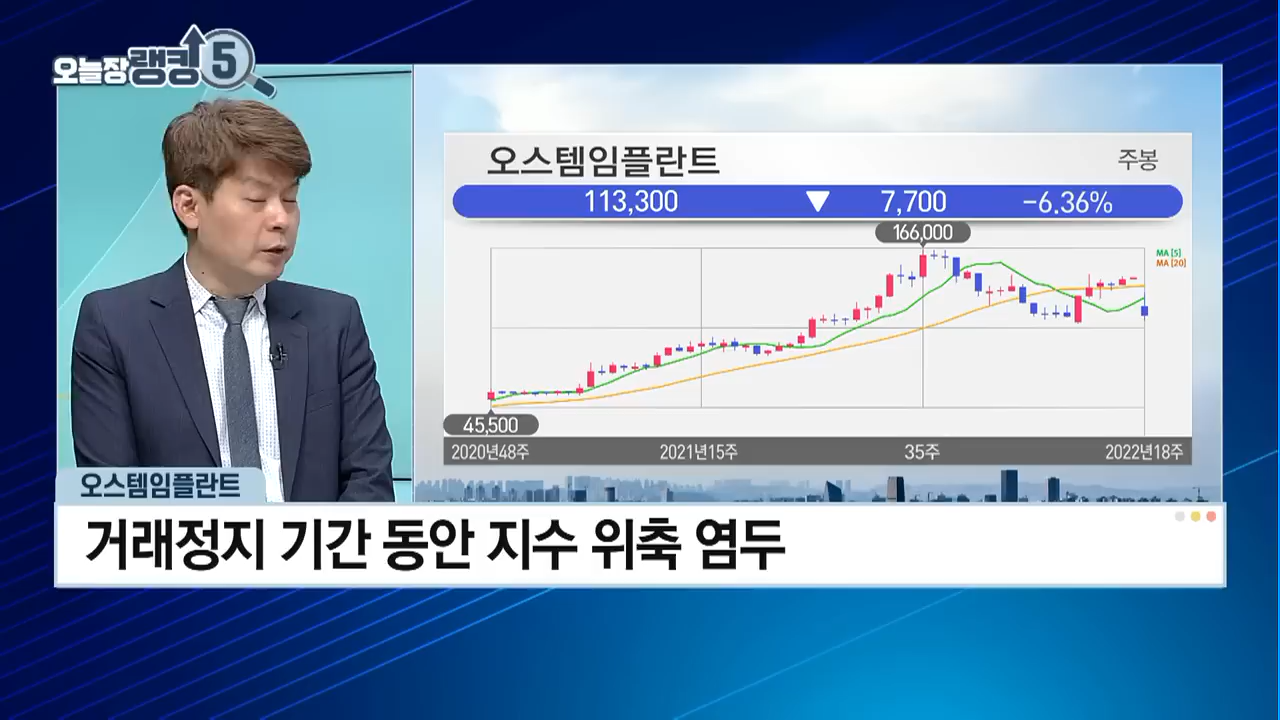 오늘장랭킹5
오스템임플란트
주봉
113,300 ▼ 7,700 -6.36%
166,000
MA [5]
MA [20]
45,500
2020년48주 2021년15주 35주 2022년18주
오스템임플란트
거래정지 기간 동안 지수 위축 염두